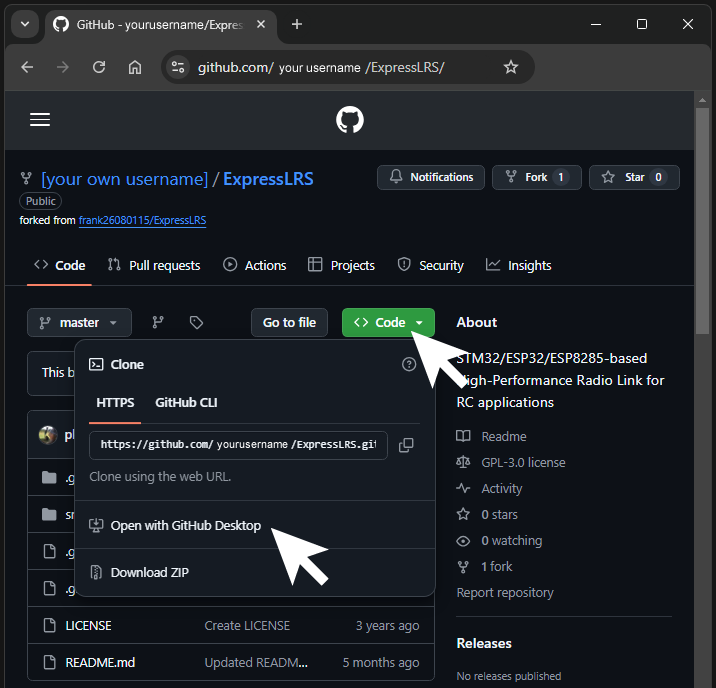 GitHub - yourusername/Expres
github.com/ your username /ExpressLRS/
[your own username] / ExpressLRS
Notifications
Fork 1
Star 0
Public
forked from frank26080115/ExpressLRS
Code
Pull requests
Actions
Projects
Security
Insights
master
Go to file
Code
About
This b
Clone
STM32/ESP32/ESP8285-based
High-Performance Radio Link for
RC applications
HTTPS
GitHub CLI
https://github.com/ yourusername /ExpressLRS.git
Clone using the web URL.
Open with GitHub Desktop
Download ZIP
Readme
GPL-3.0 license
Activity
0 stars
0 watching
1 fork
Report repository
LICENSE
Create LICENSE
3 years ago
README.md
Updated READM...
5 months ago
Releases
No releases published